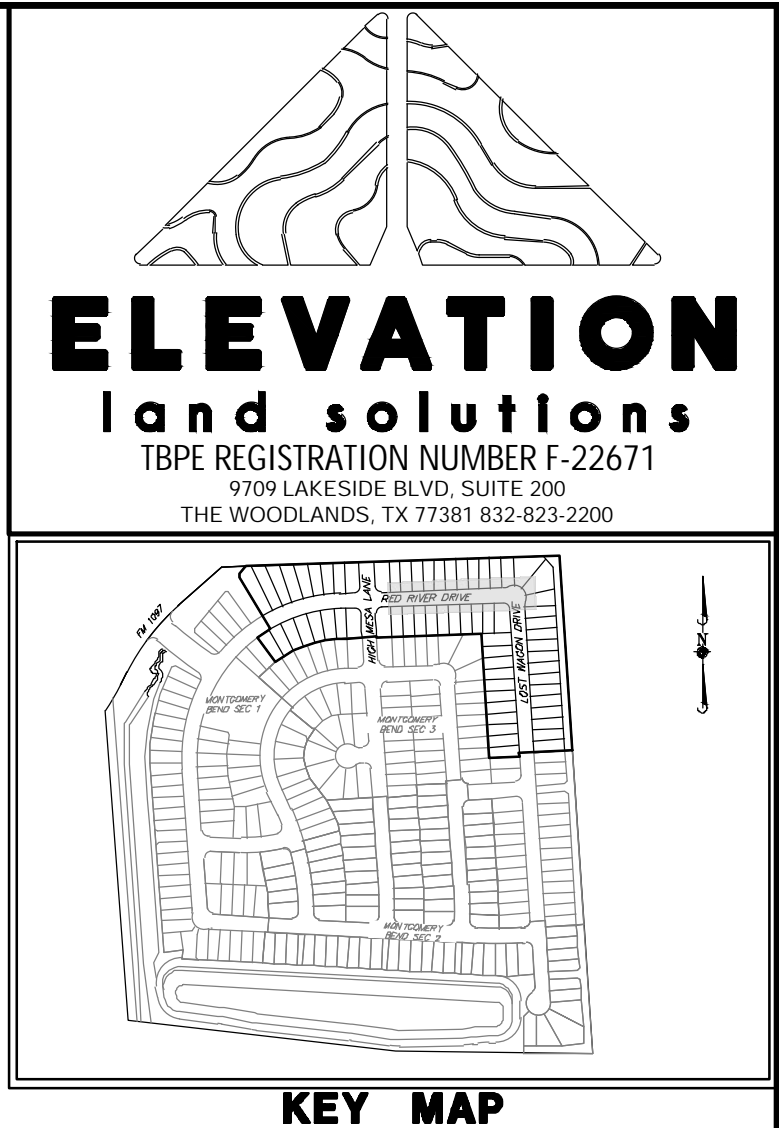 ELEVATION
land solutions
TBPE REGISTRATION NUMBER F-22671
9709 LAKESIDE BLVD, SUITE 200
THE WOODLANDS, TX 77381 832-823-2200
FM 1097
HIGH MESA LANE
RED RIVER DRIVE
LOST WAGON DRIVE
N
MONTGOMERY
BEND SEC 1
MONTGOMERY
BEND SEC 3
MONTGOMERY
BEND SEC 2
KEY MAP